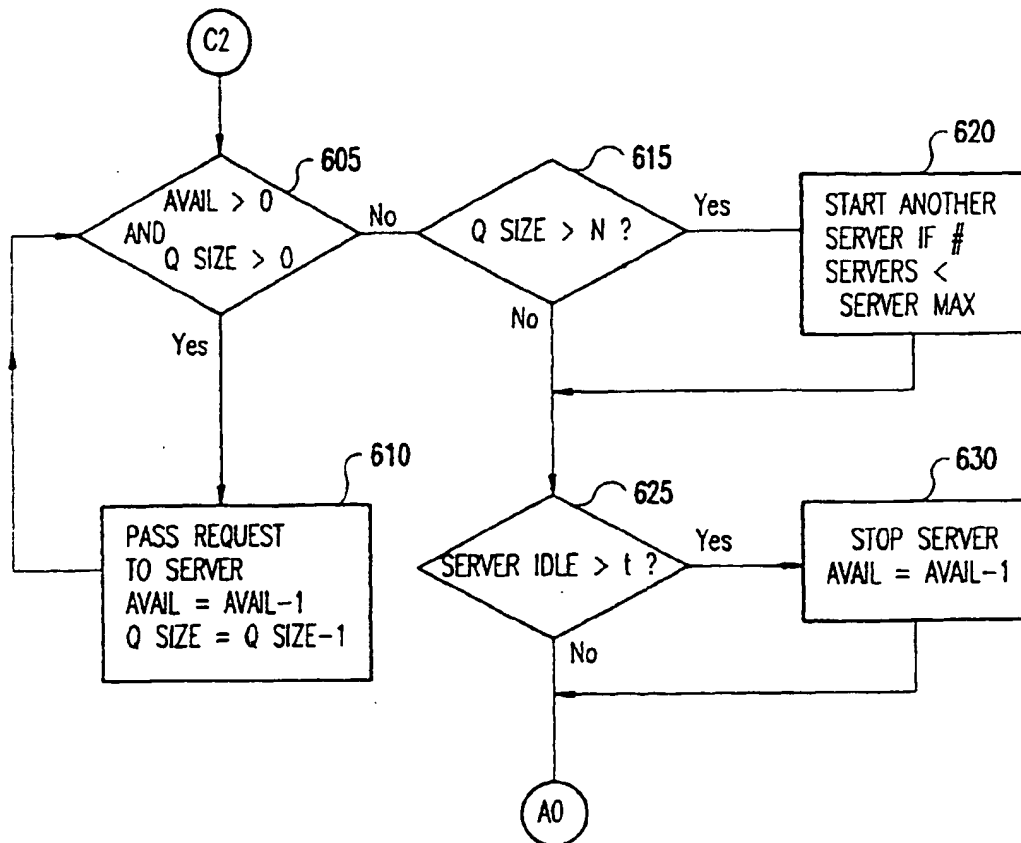 C2
605
AVAIL > 0
AND
Q SIZE > 0
No
Yes
610
PASS REQUEST
TO SERVER
AVAIL = AVAIL-1
Q SIZE = Q SIZE-1
615
Q SIZE > N ?
Yes
No
620
START ANOTHER
SERVER IF #
SERVERS <
SERVER MAX
625
SERVER IDLE > t ?
Yes
No
630
STOP SERVER
AVAIL = AVAIL-1
A0